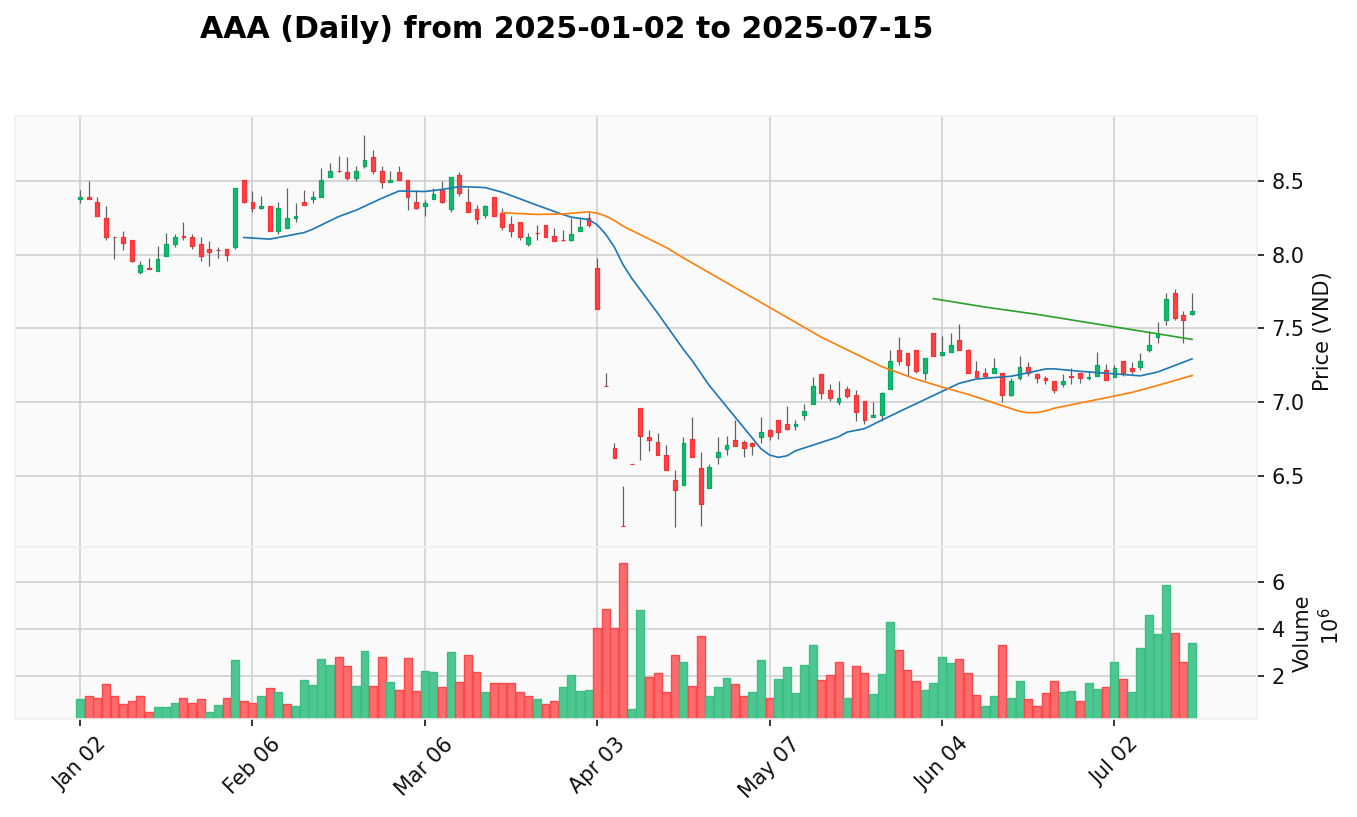 AAA (Daily) from 2025-01-02 to 2025-07-15
8.5
8.0
7.5
7.0
6.5
Price (VND)
6
4
2
Volume
10⁶
Jan 02
Feb 06
Mar 06
Apr 03
May 07
Jun 04
Jul 02